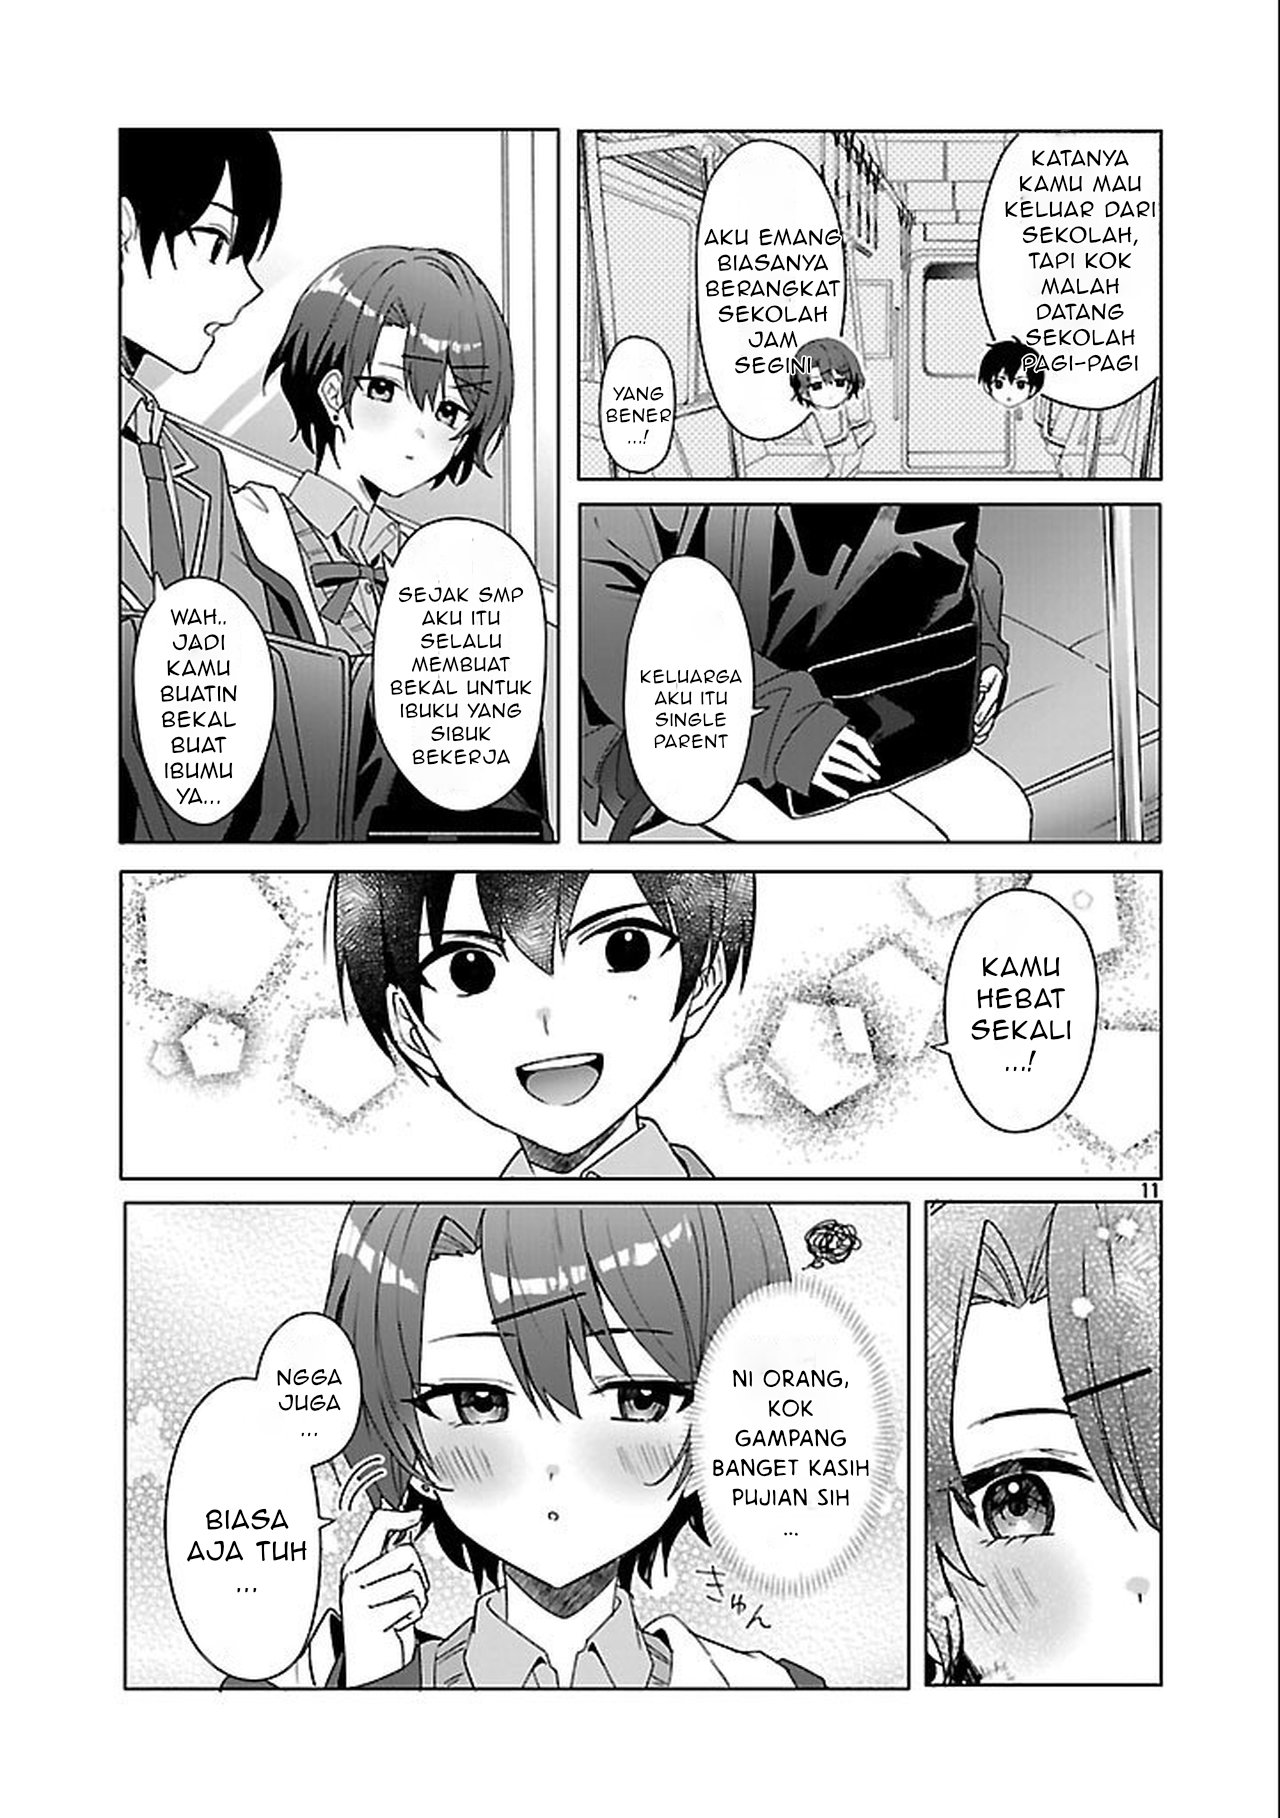 KATANYA
KAMU MAU
KELUAR DARI
SEKOLAH,
TAPI KOK
MALAH
DATANG
SEKOLAH
PAGI-PAGI
AKU EMANG
BIASANYA
BERANGKAT
SEKOLAH
JAM
SEGINI
YANG
BENER
...!
KELUARGA
AKU ITU
SINGLE
PARENT
SEJAK SMP
AKU ITU
SELALU
MEMBUAT
BEKAL UNTUK
IBUKU YANG
SIBUK
BEKERJA
WAH..
JADI
KAMU
BUATIN
BEKAL
BUAT
IBUMU
YA...
KAMU
HEBAT
SEKALI
...!
11
NI ORANG,
KOK
GAMPANG
BANGET KASIH
PUJIAN SIH
...
きゅん
NGGA
JUGA
...
BIASA
AJA TUH
...